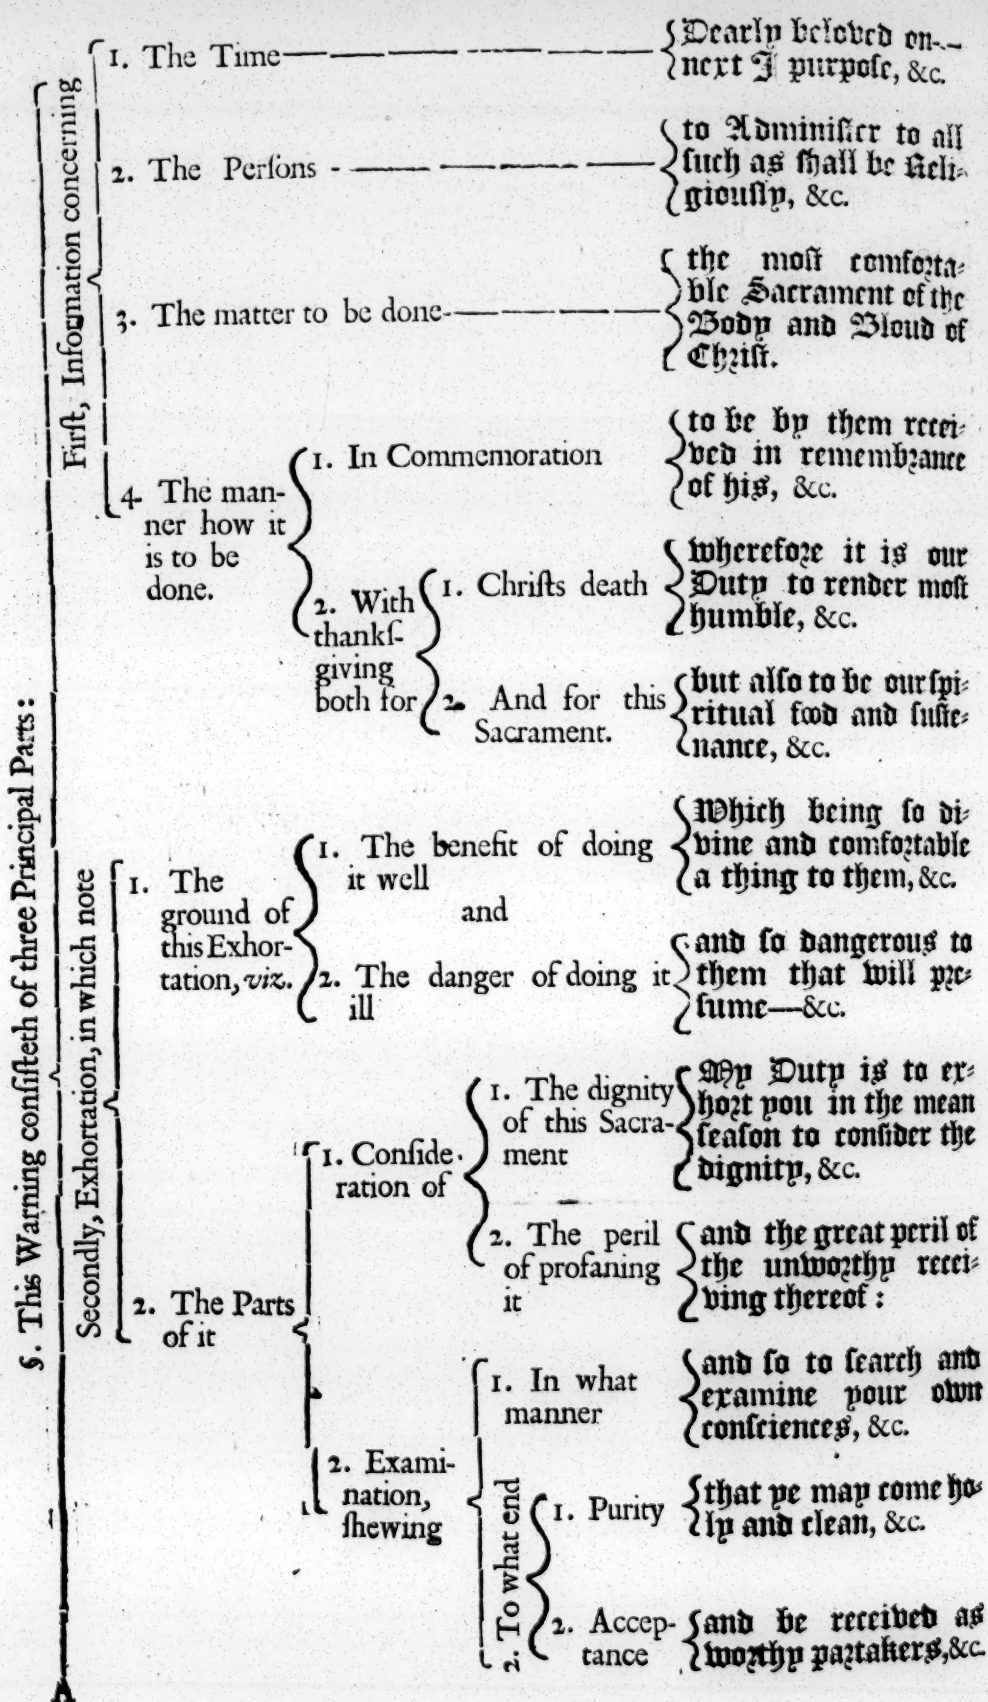 §. This Warning consisteth of three Principal Parts:
First, Information concerning
1. The Time
Dearly beloved on--
next I purpose, &c.
2. The Persons
to Administer to all
such as shall be Reli-
giously, &c.
3. The matter to be done
the most comforta-
ble Sacrament of the
Body and Bloud of
Christ.
4. The man-
ner how it
is to be
done.
1. In Commemoration
to be by them recei-
ved in remembrance
of his, &c.
2. With
thanks-
giving
both for
1. Christs death
wherefore it is our
Duty to render most
humble, &c.
2. And for this
Sacrament.
but also to be our spi-
ritual food and suste-
nance, &c.
Secondly, Exhortation, in which note
1. The
ground of
this Exhor-
tation, viz.
1. The benefit of doing
it well
Which being so di-
vine and comfortable
a thing to them, &c.
and
2. The danger of doing it
ill
and so dangerous to
them that will pre-
sume—&c.
2. The Parts
of it
1. Conside-
ration of
1. The dignity
of this Sacra-
ment
My Duty is to ex-
hort you in the mean
season to consider the
dignity, &c.
2. The peril
of profaning
it
and the great peril of
the unworthy recei-
ving thereof:
2. Exami-
nation,
shewing
1. In what
manner
and so to search and
examine your own
consciences, &c.
2. To what end
1. Purity
that ye may come ho-
ly and clean, &c.
2. Accep-
tance
and be received as
worthy partakers, &c.
A